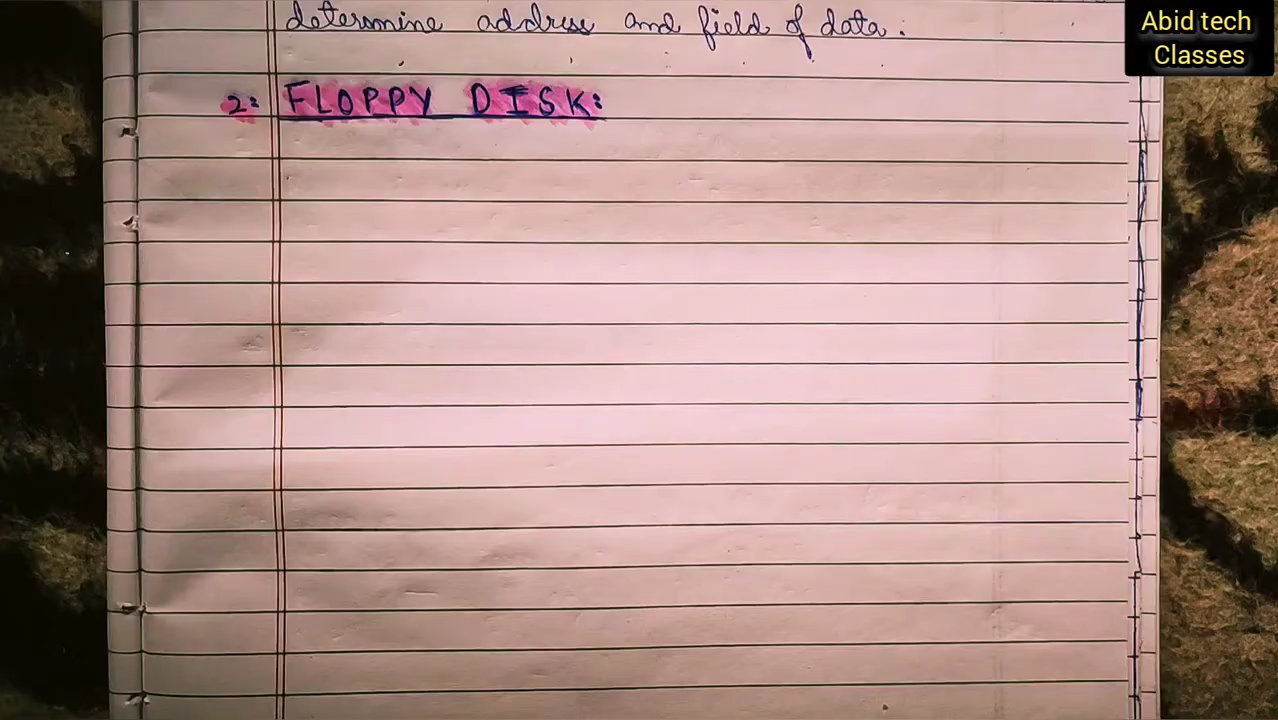 determine address and field of data.
Abid tech
Classes
2: FLOPPY DISK: